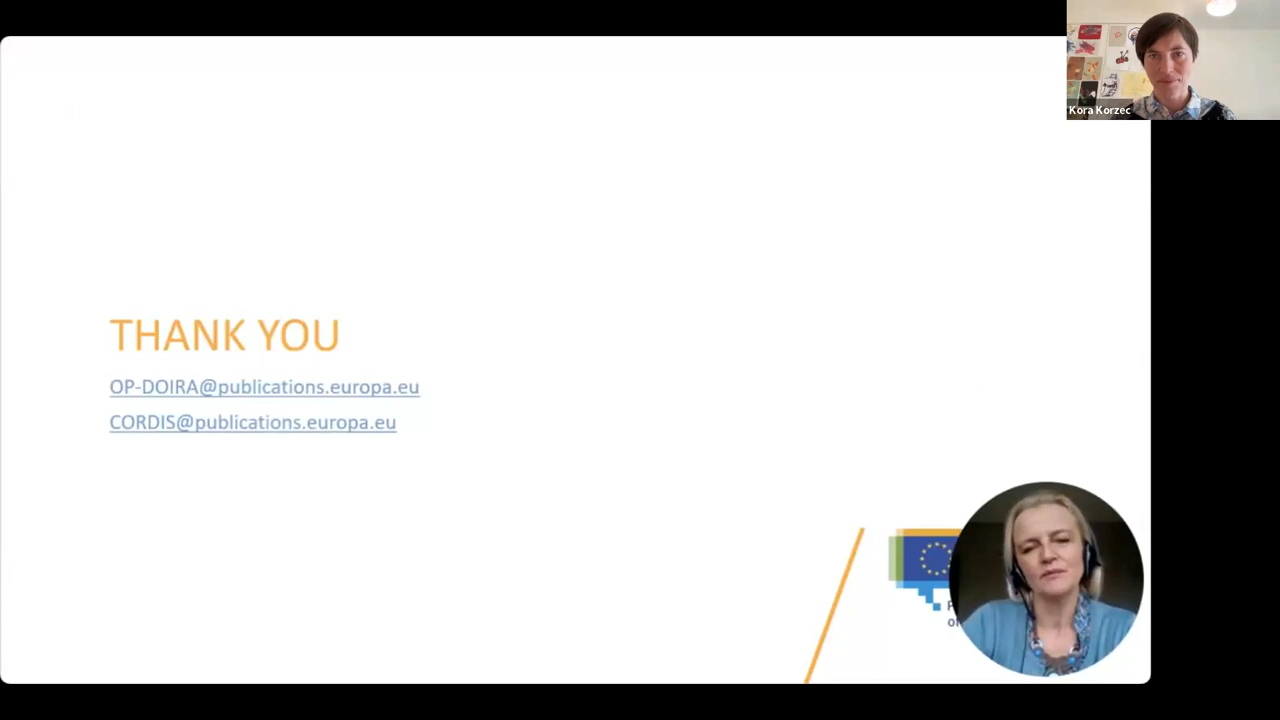 Kora Korzec
THANK YOU
OP-DOIRA@publications.europa.eu
CORDIS@publications.europa.eu